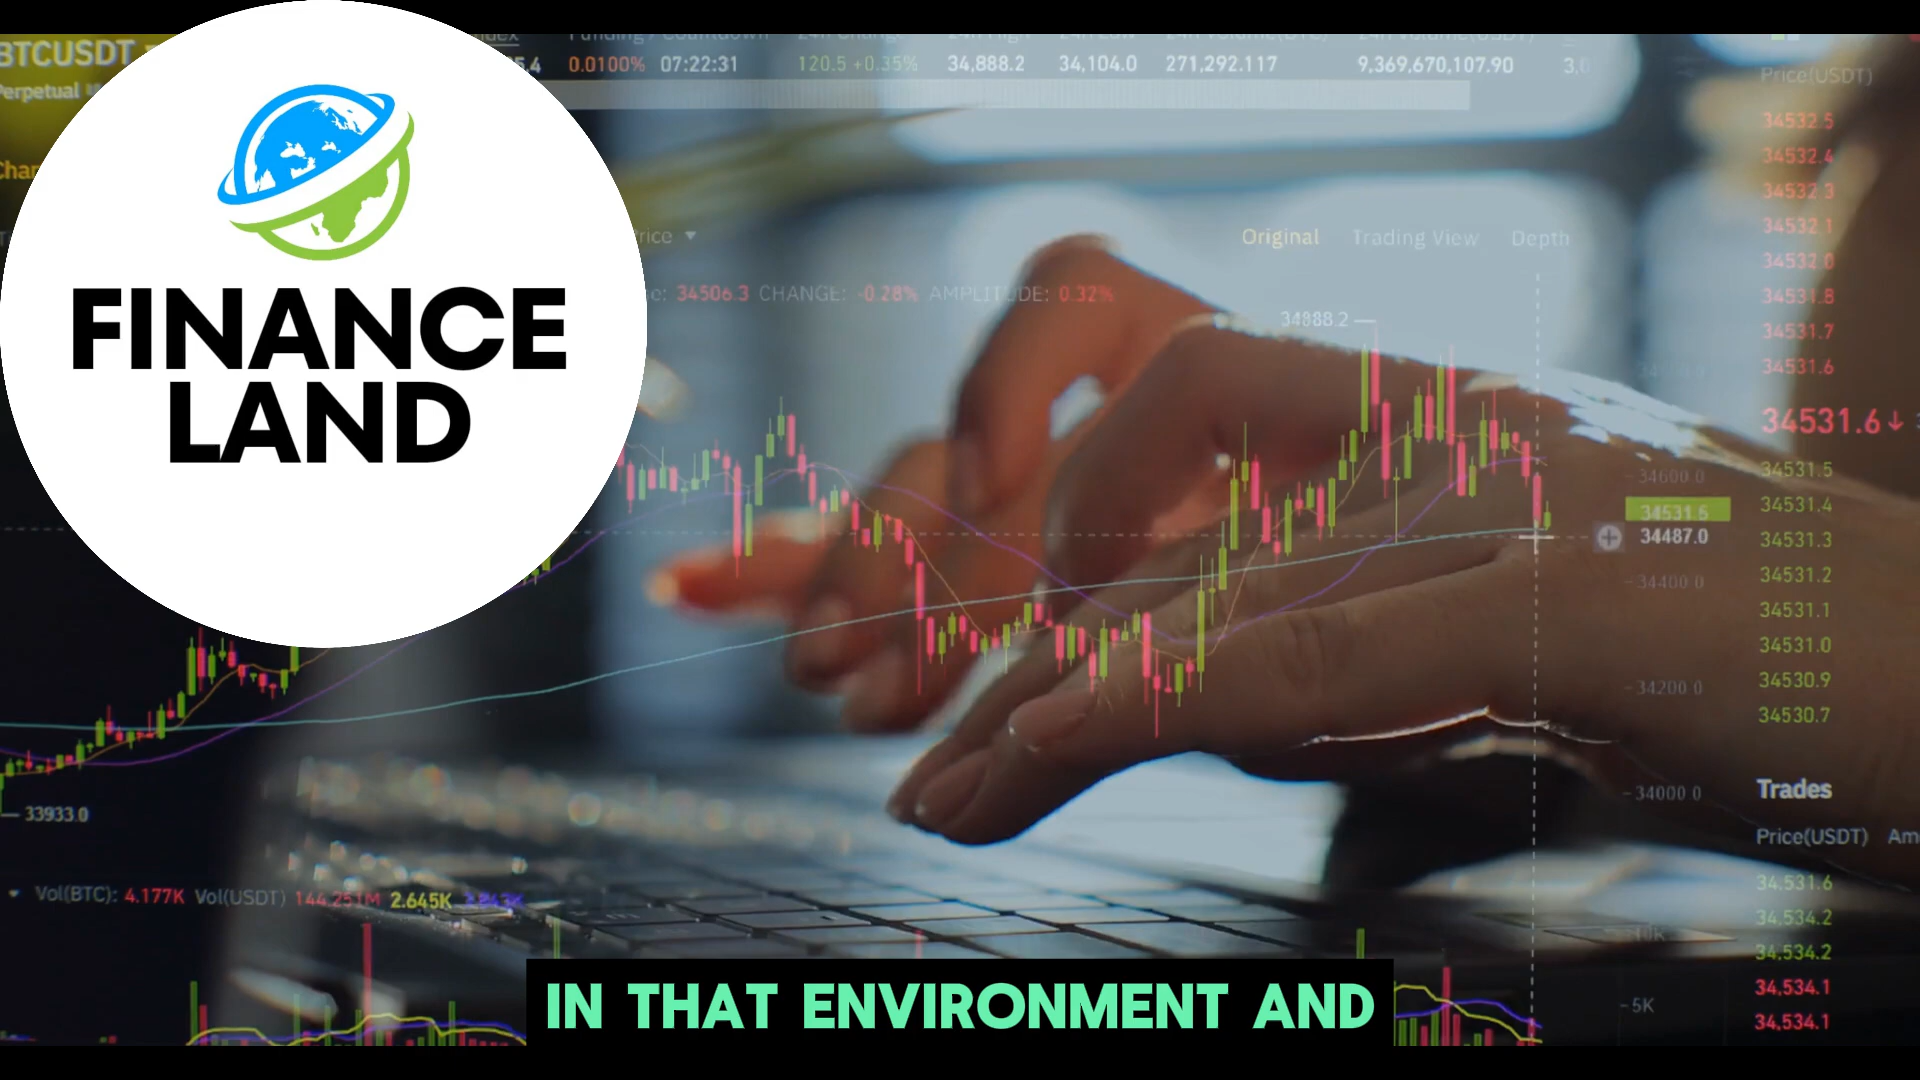 BTCUSDT
Perpetual
0.0100% 07:22:31 120.5 +0.35% 34,888.2 34,104.0 271,292.117 9,369,670,107.90
Price(USDT)
FINANCE
LAND
Original Trading View Depth
34506.3 CHANGE: -0.28% AMPLITUDE: 0.32%
34888.2
34532.5
34532.4
34532.3
34532.1
34532.0
34531.8
34531.7
34531.6
34531.6↓
34531.5
34531.4
34531.3
34531.2
34531.1
34531.0
34530.9
34530.7
34600.0
34531.6
34487.0
34400.0
34200.0
34000.0
33933.0
Trades
Price(USDT)
34,531.6
34,534.2
34,534.2
34,534.1
34,534.1
Vol(BTC): 4.177K Vol(USDT) 144.251M 2.645K
10K
5K
IN THAT ENVIRONMENT AND